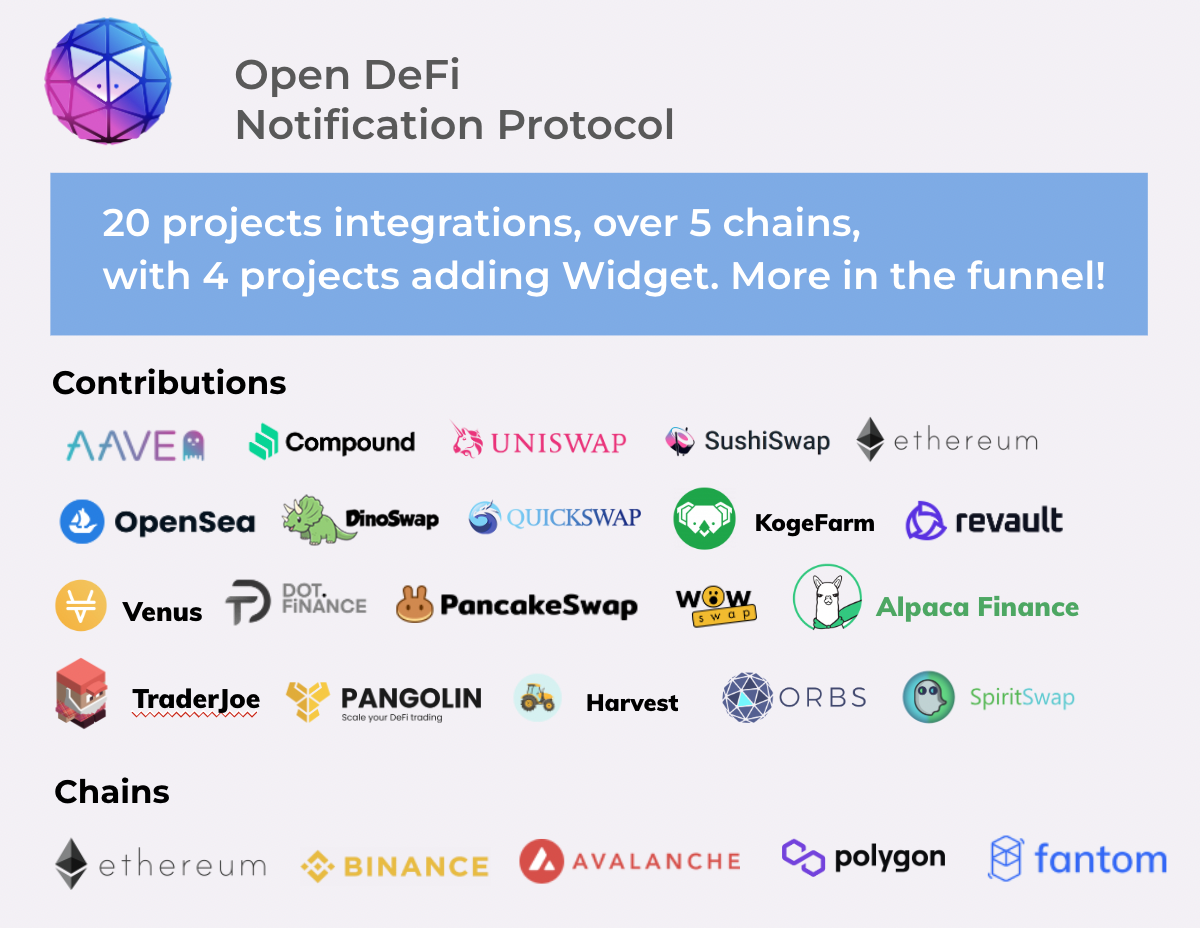 Open DeFi
Notification Protocol
20 projects integrations, over 5 chains,
with 4 projects adding Widget. More in the funnel!
Contributions
AAVE Compound UNISWAP SushiSwap ethereum
OpenSea DinoSwap QUICKSWAP KogeFarm revault
Venus DOT. FiNANCE PancakeSwap WOW swap Alpaca Finance
TraderJoe PANGOLIN Scale your DeFi trading Harvest ORBS SpiritSwap
Chains
ethereum BINANCE AVALANCHE polygon fantom